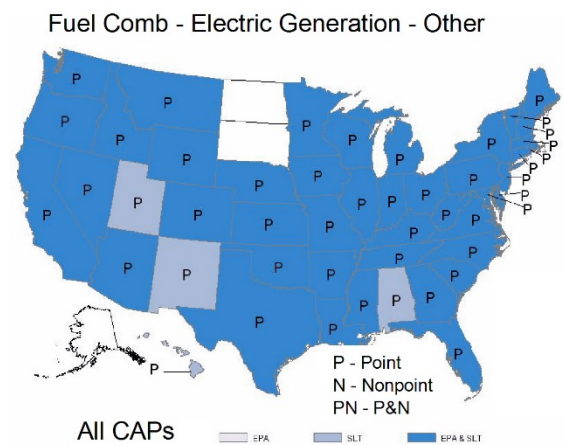 Fuel Comb - Electric Generation - Other
P P P
P P P P P P P
P P P P P
P P P P P P P P
P P P P P P P P P
P P P P P P P
P P P P P
P P P
P
P - Point
N - Nonpoint
PN - P&N
All CAPs
EPA SLT EPA & SLT